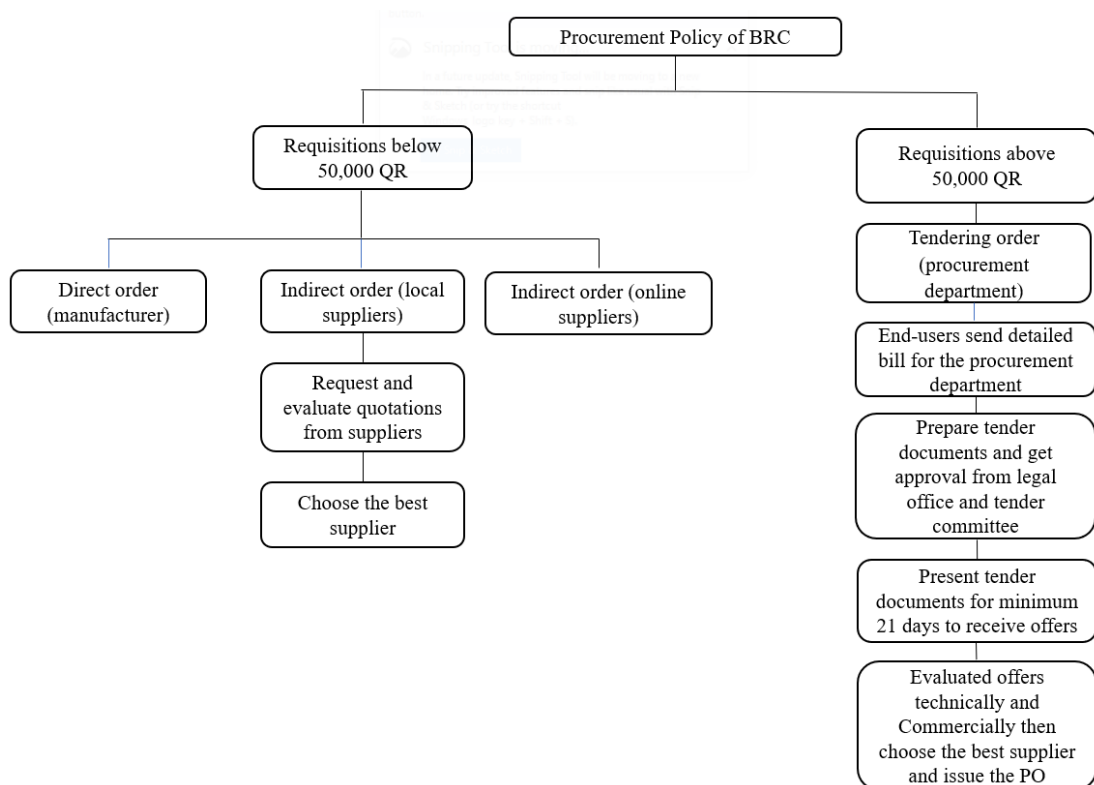 Procurement Policy of BRC
Requisitions below
50,000 QR
Requisitions above
50,000 QR
Direct order
(manufacturer)
Indirect order (local
suppliers)
Indirect order (online
suppliers)
Request and
evaluate quotations
from suppliers
Choose the best
supplier
Tendering order
(procurement
department)
End-users send detailed
bill for the procurement
department
Prepare tender
documents and get
approval from legal
office and tender
committee
Present tender
documents for minimum
21 days to receive offers
Evaluated offers
technically and
Commercially then
choose the best supplier
and issue the PO